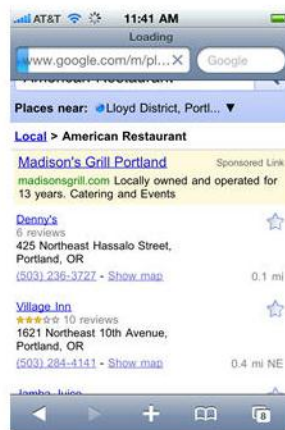 AT&T 11:41 AM
Loading
www.google.com/m/pl... Google
American Restaurant
Places near: Lloyd District, Portl... ▼
Local > American Restaurant
Madison's Grill Portland Sponsored Link
madisonsgrill.com Locally owned and operated for
13 years. Catering and Events
Denny's
6 reviews
425 Northeast Hassalo Street,
Portland, OR
(503) 236-3727 - Show map 0.1 mi
Village Inn
10 reviews
1621 Northeast 10th Avenue,
Portland, OR
(503) 284-4141 - Show map 0.4 mi NE
Jamba Juice
8